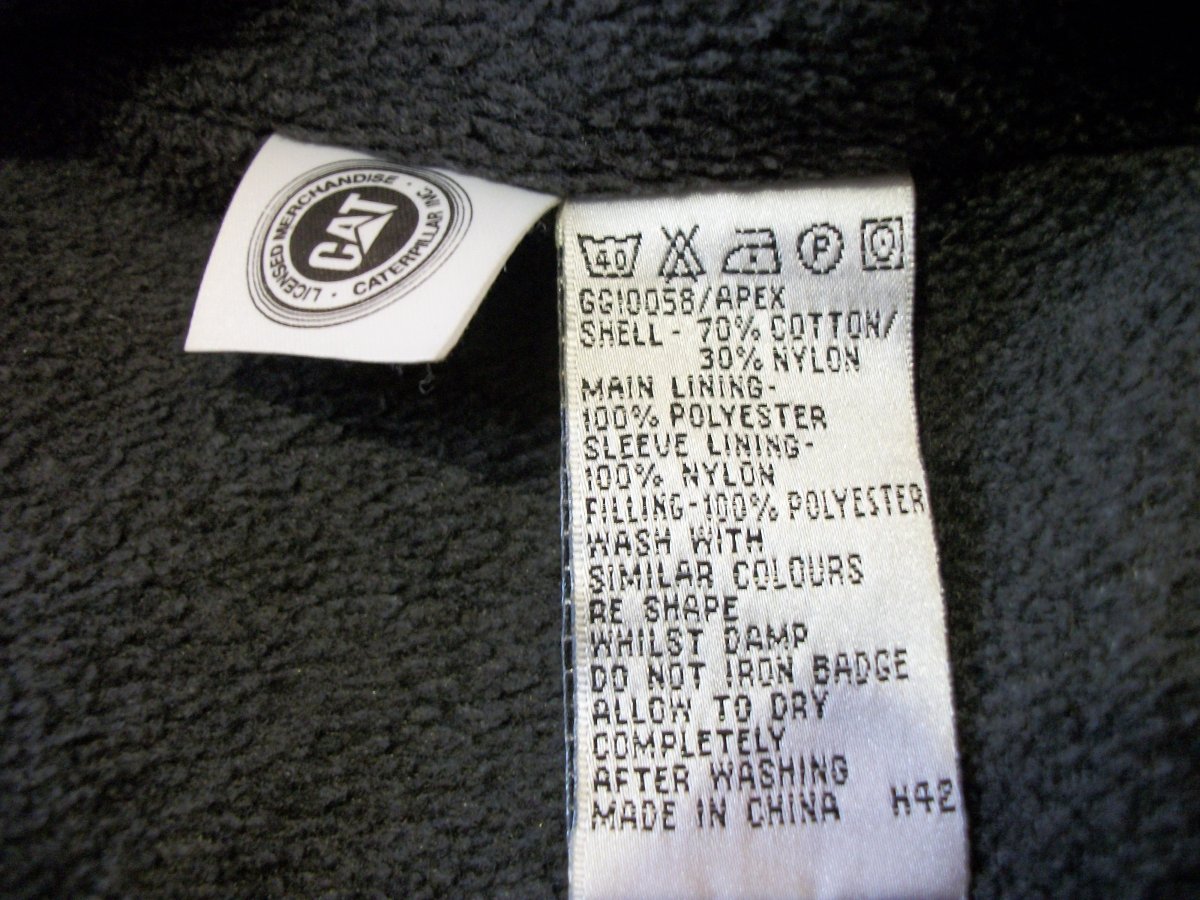 LICENSED MERCHANDISE · CATERPILLAR INC. ·
CAT
40 P
GG10058/APEX
SHELL - 70% COTTON/
30% NYLON
MAIN LINING-
100% POLYESTER
SLEEVE LINING-
100% NYLON
FILLING-100% POLYESTER
WASH WITH
SIMILAR COLOURS
RE SHAPE
WHILST DAMP
DO NOT IRON BADGE
ALLOW TO DRY
COMPLETELY
AFTER WASHING
MADE IN CHINA H42